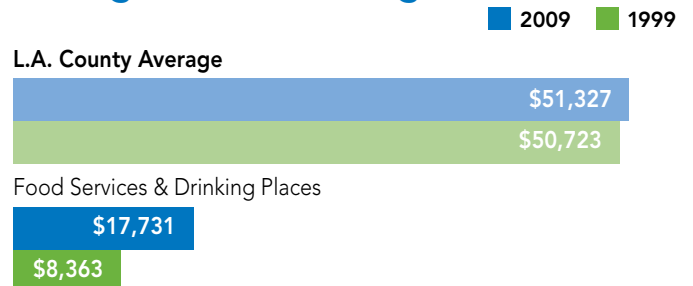 2009 1999
L.A. County Average
$51,327
$50,723
Food Services & Drinking Places
$17,731
$8,363